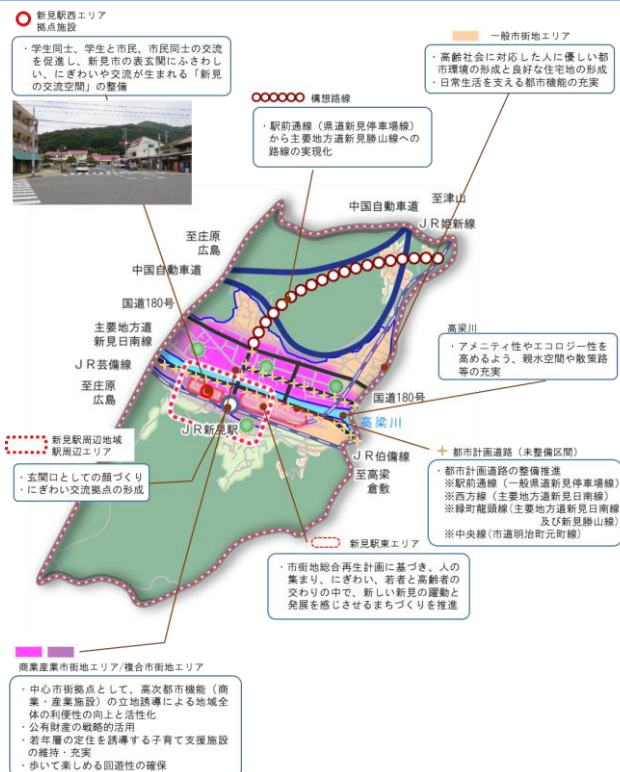 新見駅西エリア
拠点施設
・学生同士、学生と市民、市民同士の交流
を促進し、新見市の表玄関にふさわし
い、にぎわいや交流が生まれる「新見
の交流空間」の整備
一般市街地エリア
・高齢社会に対応した人に優しい都
市環境の形成と良好な住宅地の形成
・日常生活を支える都市機能の充実
構想路線
・駅前通線（県道新見停車場線）
から主要地方道新見勝山線への
路線の実現化
至津山
中国自動車道
ＪＲ姫新線
至庄原
広島
中国自動車道
国道180号
主要地方道
新見日南線
ＪＲ芸備線
至庄原
広島
高梁川
・アメニティ性やエコロジー性を
高めるよう、親水空間や散策路
等の充実
国道180号
高梁川
ＪＲ新見駅
ＪＲ伯備線
至高梁
倉敷
新見駅周辺地域
駅周辺エリア
・玄関口としての顔づくり
・にぎわい交流拠点の形成
都市計画道路（未整備区間）
・都市計画道路の整備推進
※駅前通線（一般県道新見停車場線）
※西方線（主要地方道新見日南線）
※緑町龍頭線（主要地方道新見日南線
及び新見勝山線）
※中央線（市道明治町元町線）
新見駅東エリア
・市街地総合再生計画に基づき、人の
集まり、にぎわい、若者と高齢者の
交わりの中で、新しい新見の躍動と
発展を感じさせるまちづくりを推進
商業産業市街地エリア/複合市街地エリア
・中心市街拠点として、高次都市機能（商
業・産業施設）の立地誘導による地域全
体の利便性の向上と活性化
・公有財産の戦略的活用
・若年層の定住を誘導する子育て支援施設
の維持・充実
・歩いて楽しめる回遊性の確保